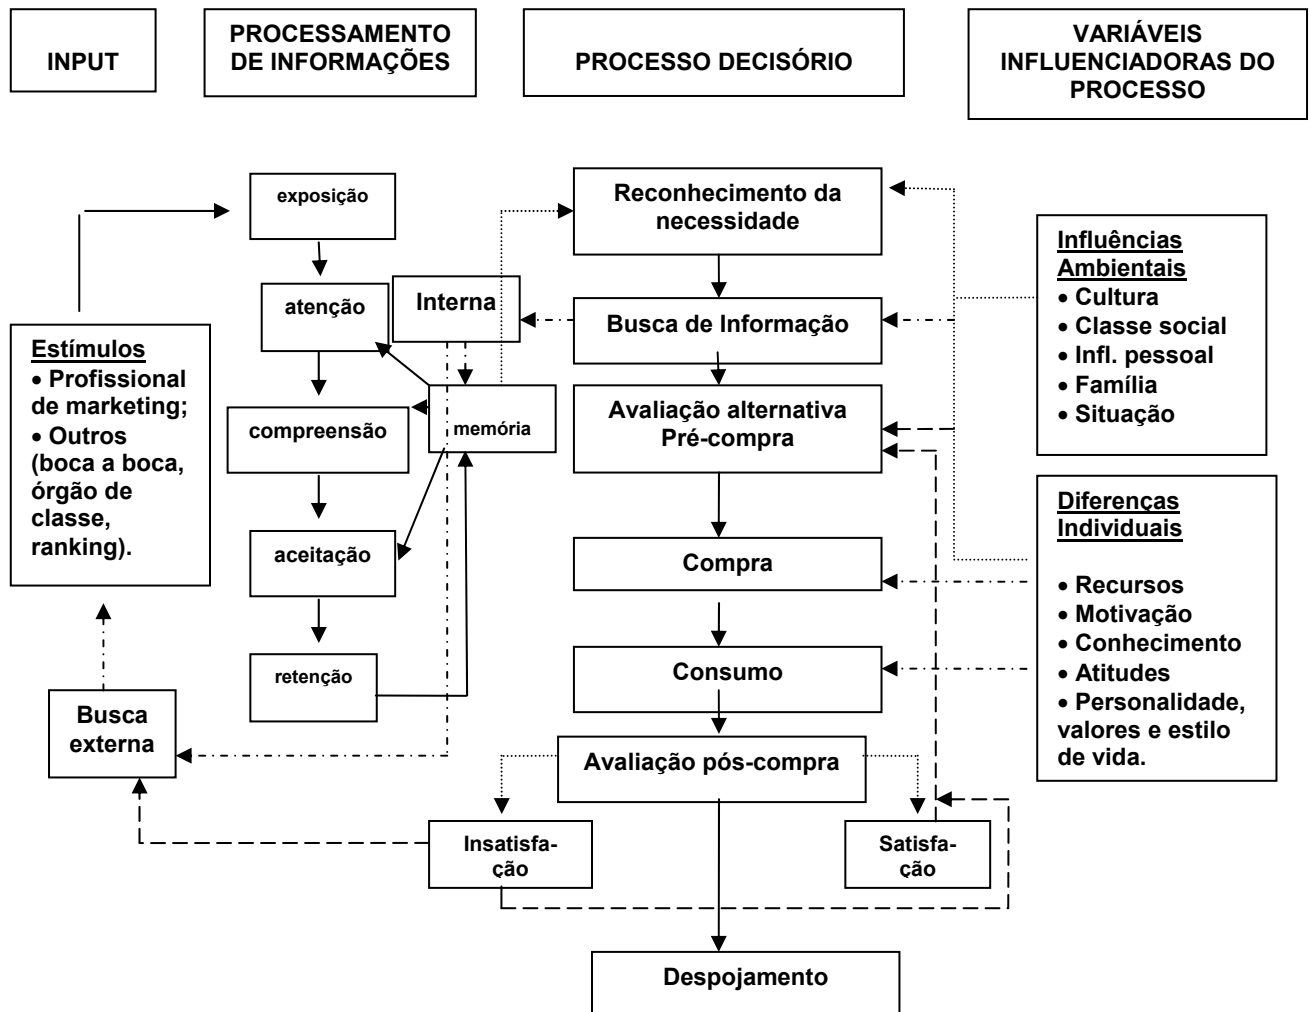 INPUT
PROCESSAMENTO
DE INFORMAÇÕES
PROCESSO DECISÓRIO
VARIÁVEIS
INFLUENCIADORAS DO
PROCESSO
Estímulos
• Profissional
de marketing;
• Outros
(boca a boca,
órgão de
classe,
ranking).
Busca
externa
exposição
atenção
compreensão
aceitação
retenção
Interna
memória
Reconhecimento da
necessidade
Busca de Informação
Avaliação alternativa
Pré-compra
Compra
Consumo
Avaliação pós-compra
Insatisfa-
ção
Satisfa-
ção
Despojamento
Influências
Ambientais
• Cultura
• Classe social
• Infl. pessoal
• Família
• Situação
Diferenças
Individuais
• Recursos
• Motivação
• Conhecimento
• Atitudes
• Personalidade,
valores e estilo
de vida.